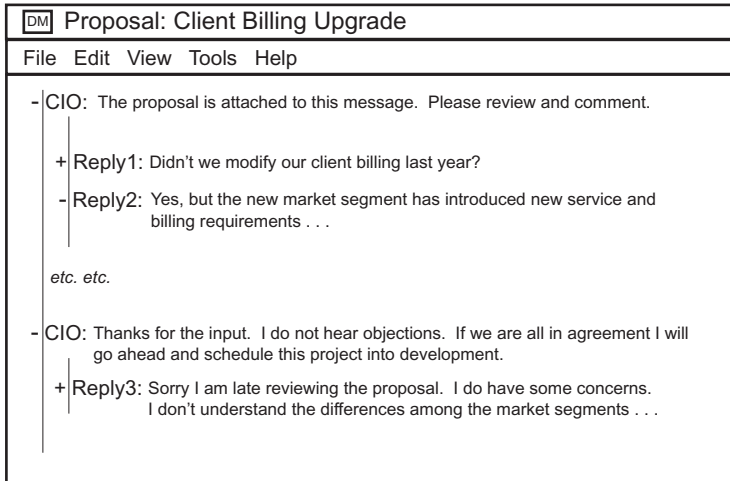 DM Proposal: Client Billing Upgrade
File Edit View Tools Help
- CIO: The proposal is attached to this message. Please review and comment.
+ Reply1: Didn't we modify our client billing last year?
- Reply2: Yes, but the new market segment has introduced new service and
billing requirements . . .
etc. etc.
- CIO: Thanks for the input. I do not hear objections. If we are all in agreement I will
go ahead and schedule this project into development.
+ Reply3: Sorry I am late reviewing the proposal. I do have some concerns.
I don't understand the differences among the market segments . . .